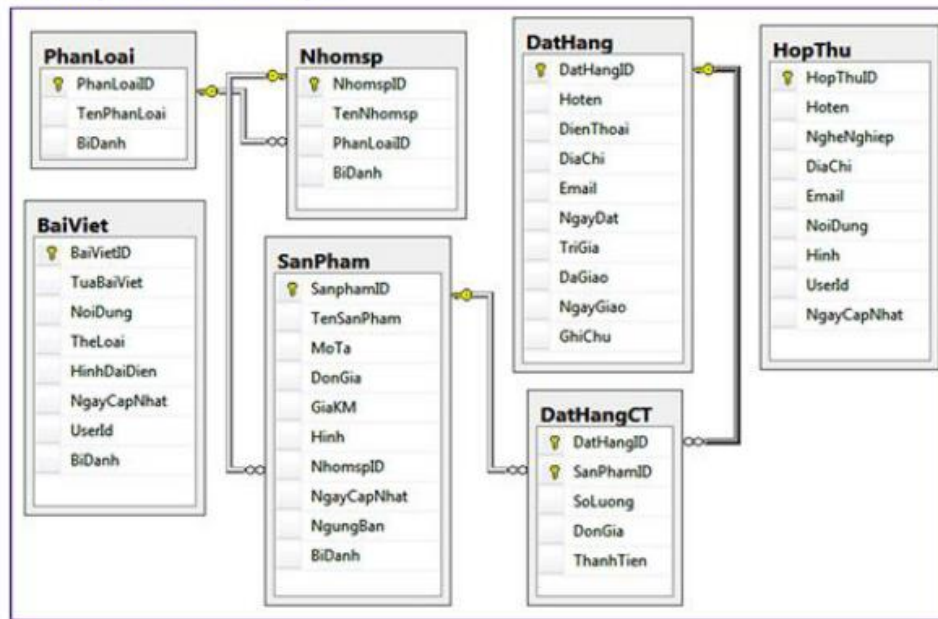 PhanLoai
PhanLoaiID
TenPhanLoai
BiDanh
Nhomsp
NhomspID
TenNhomsp
PhanLoaiID
BiDanh
DatHang
DatHangID
Hoten
DienThoai
DiaChi
Email
NgayDat
TriGia
DaGiao
NgayGiao
GhiChu
HopThu
HopThuID
Hoten
NgheNghiep
DiaChi
Email
NoiDung
Hinh
UserId
NgayCapNhat
BaiViet
BaiVietID
TuaBaiViet
NoiDung
TheLoai
HinhDaiDien
NgayCapNhat
UserId
BiDanh
SanPham
SanphamID
TenSanPham
MoTa
DonGia
GiaKM
Hinh
NhomspID
NgayCapNhat
NgungBan
BiDanh
DatHangCT
DatHangID
SanPhamID
SoLuong
DonGia
ThanhTien